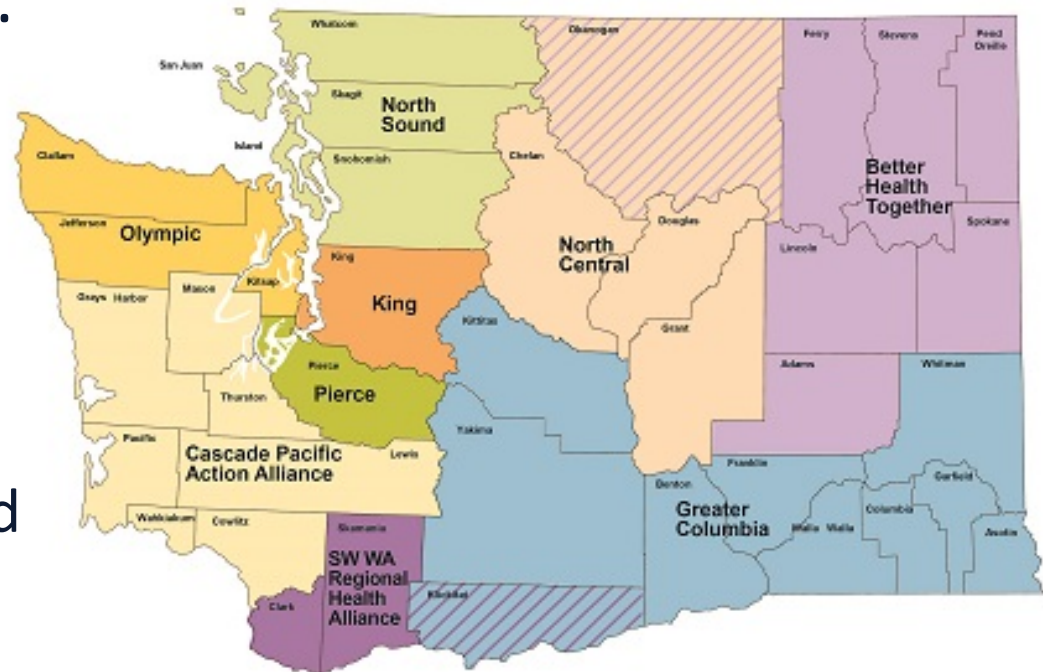 .
Whatcom
Okanogan
Ferry
Stevens
Pend
Oreille
San Juan
Skagit
North
Sound
Island
Snohomish
Chelan
Clallam
Better
Health
Together
Jefferson
Olympic
Douglas
Spokane
North
Central
Lincoln
King
Kitsap
Mason
Grays Harbor
King
Kittitas
Grant
Pierce
Adams
Whitman
Pierce
Thurston
Yakima
Pacific
Cascade Pacific
Action Alliance
Lewis
Franklin
Benton
Garfield
d
Greater
Columbia
Columbia
Wahkiakum
Cowlitz
Skamania
Walla Walla
Asotin
SW WA
Regional
Health
Alliance
Clark
Klickitat